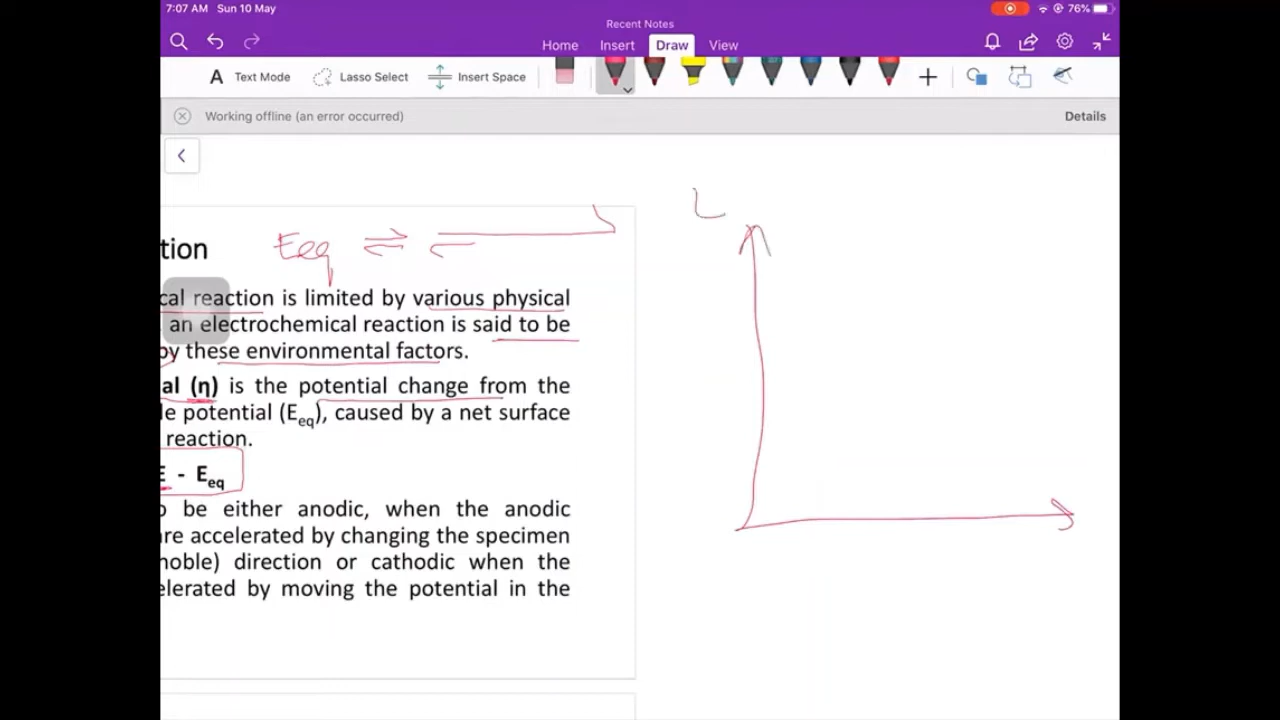 7:07 AM Sun 10 May
76%
Recent Notes
Home Insert Draw View
A Text Mode Lasso Select Insert Space
Working offline (an error occurred) Details
tion Eeq ⇌
cal reaction is limited by various physical
an electrochemical reaction is said to be
by these environmental factors.
al (η) is the potential change from the
le potential (Eeq), caused by a net surface
reaction.
E - Eeq
be either anodic, when the anodic
re accelerated by changing the specimen
noble) direction or cathodic when the
elerated by moving the potential in the